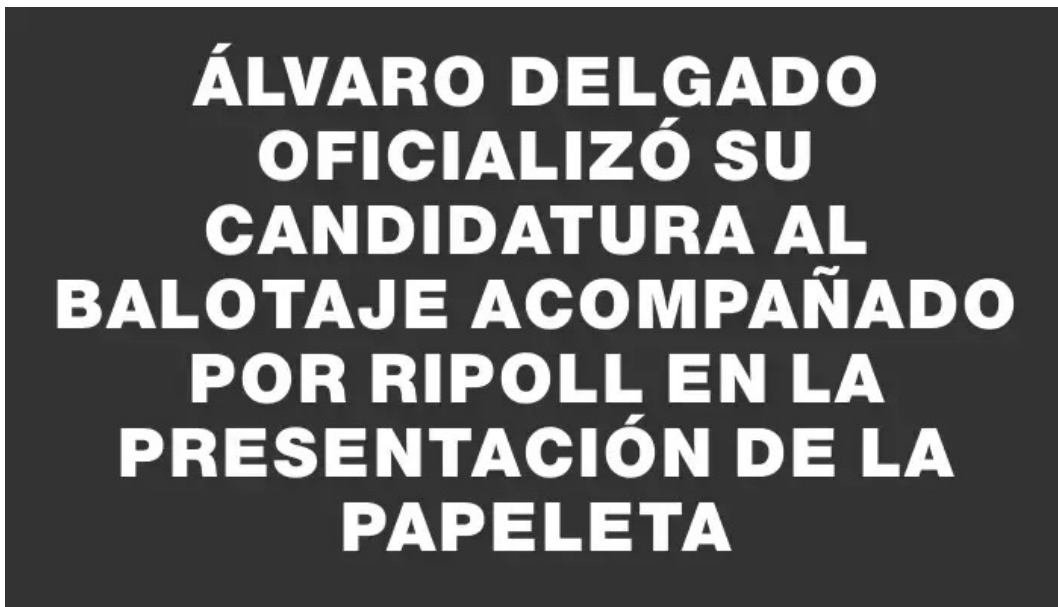 ÁLVARO DELGADO
OFICIALIZÓ SU
CANDIDATURA AL
BALOTAJE ACOMPAÑADO
POR RIPOLL EN LA
PRESENTACIÓN DE LA
PAPELETA